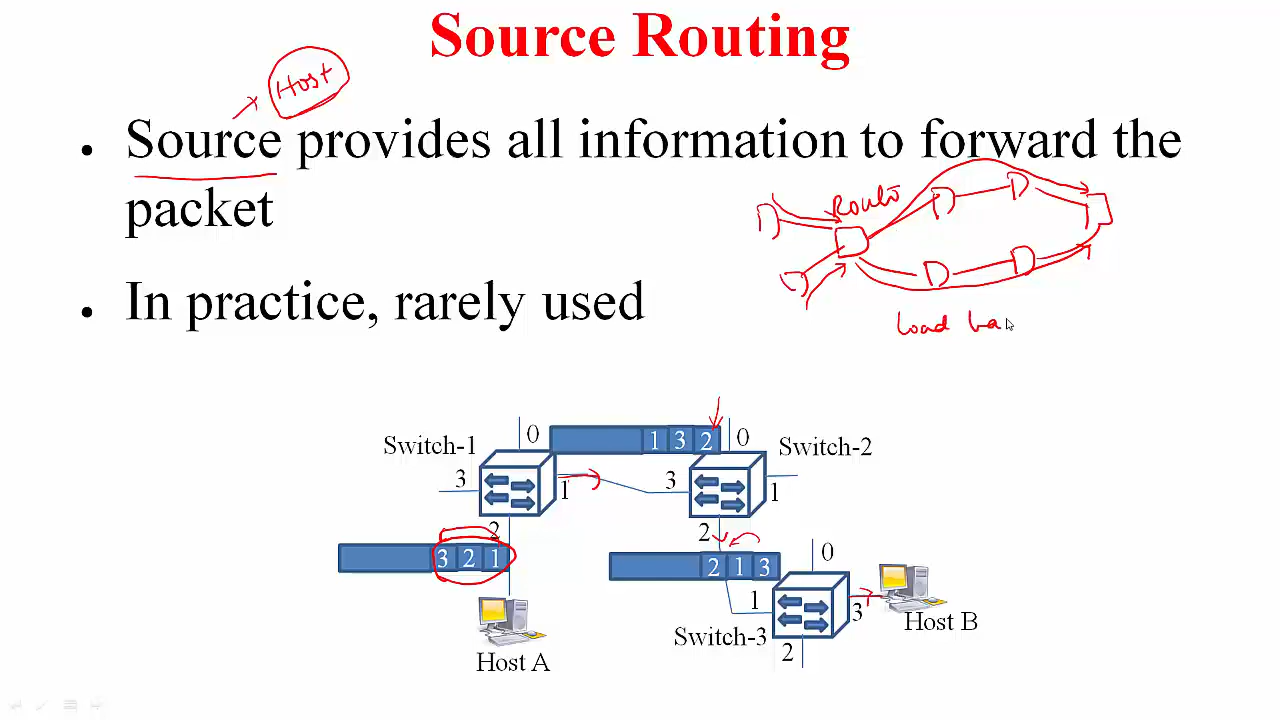 Source Routing
Host
• Source provides all information to forward the
packet
• In practice, rarely used
load ba
Switch-1
0
1 3 2
0
Switch-2
3
1
3
1
2
2
3 2 1
2 1 3
0
1
3
Switch-3
2
Host A
Host B